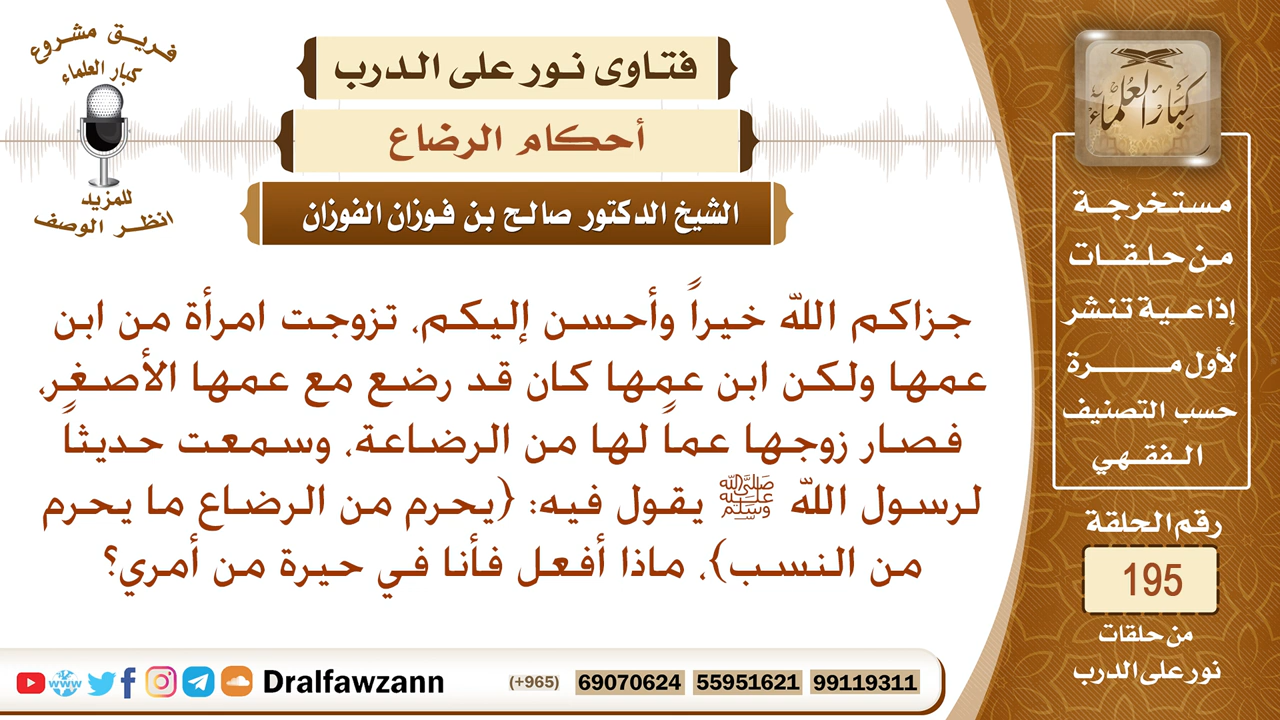 فريق مشروع
كبار العلماء
للمزيد
انظر الوصف
فتاوى نور على الدرب
أحكام الرضاع
الشيخ الدكتور صالح بن فوزان الفوزان
جزاكم الله خيراً وأحسن إليكم، تزوجت امرأة من ابن
عمها ولكن ابن عمها كان قد رضع مع عمها الأصغر،
فصار زوجها عماً لها من الرضاعة، وسمعت حديثاً
لرسول الله ﷺ يقول فيه: (يحرم من الرضاع ما يحرم
من النسب)، ماذا أفعل فأنا في حيرة من أمري؟
كبار العلماء
مستخرجة
من حلقات
إذاعية تنشر
لأول مرة
حسب التصنيف
الفقهي
رقم الحلقة
195
من حلقات
نور على الدرب
www Dralfawzann (+965) 69070624 55951621 99119311